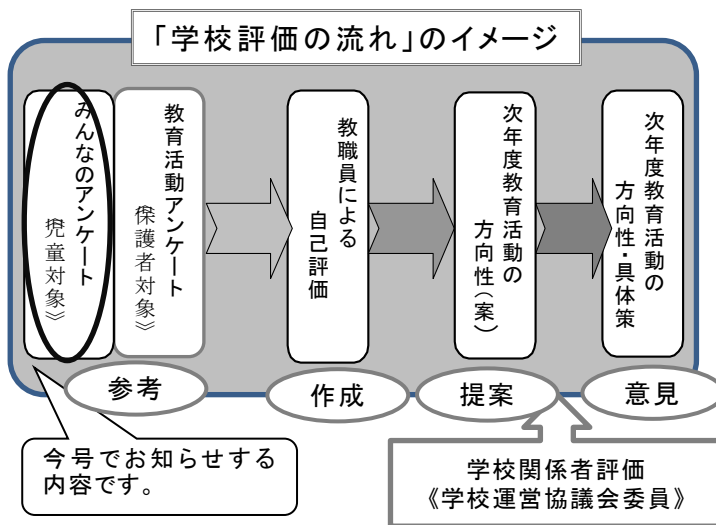 「学校評価の流れ」のイメージ
みんなのアンケート
《児童対象》
教育活動アンケート
《保護者対象》
教職員による
自己評価
次年度教育活動の
方向性（案）
次年度教育活動の
方向性・具体策
参考
作成
提案
意見
今号でお知らせする
内容です。
学校関係者評価
《学校運営協議会委員》